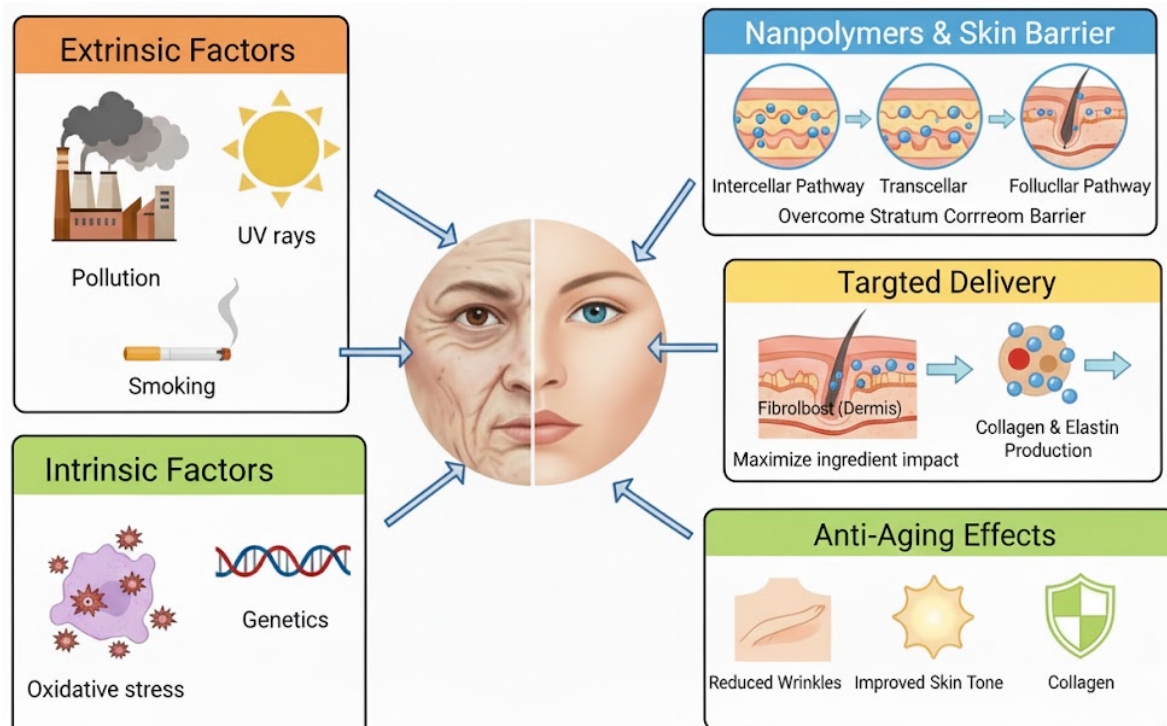 Extrinsic Factors
UV rays
Pollution
Smoking
Intrinsic Factors
Genetics
Oxidative stress
Nanpolymers & Skin Barrier
Intercellar Pathway
Transcellar
Follucllar Pathway
Overcome Stratum Corrreom Barrier
Targted Delivery
Fibrolbost (Dermis)
Maximize ingredient impact
Collagen & Elastin
Production
Anti-Aging Effects
Reduced Wrinkles
Improved Skin Tone
Collagen